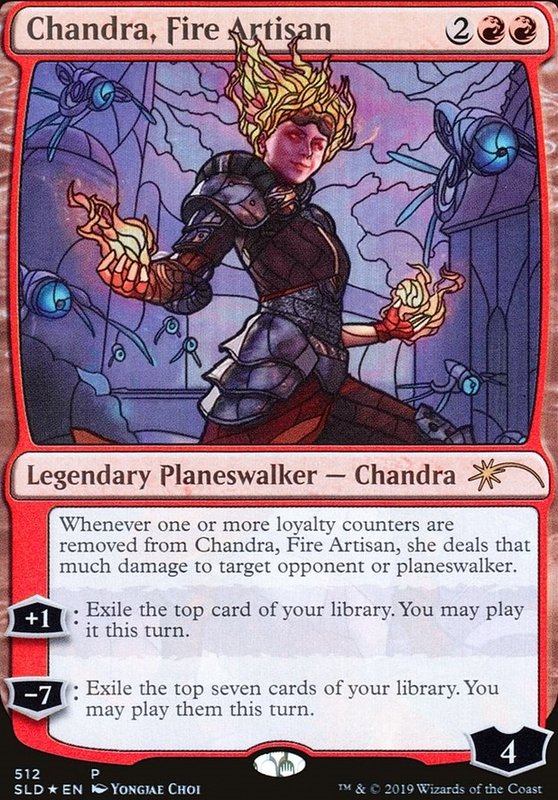 Chandra, Fire Artisan 2
Legendary Planeswalker — Chandra
Whenever one or more loyalty counters are
removed from Chandra, Fire Artisan, she deals that
much damage to target opponent or planeswalker.
+1: Exile the top card of your library. You may play
it this turn.
−7: Exile the top seven cards of your library. You
may play them this turn.
4
512 P
SLD ★ EN Yongjae Choi ™ & © 2019 Wizards of the Coast